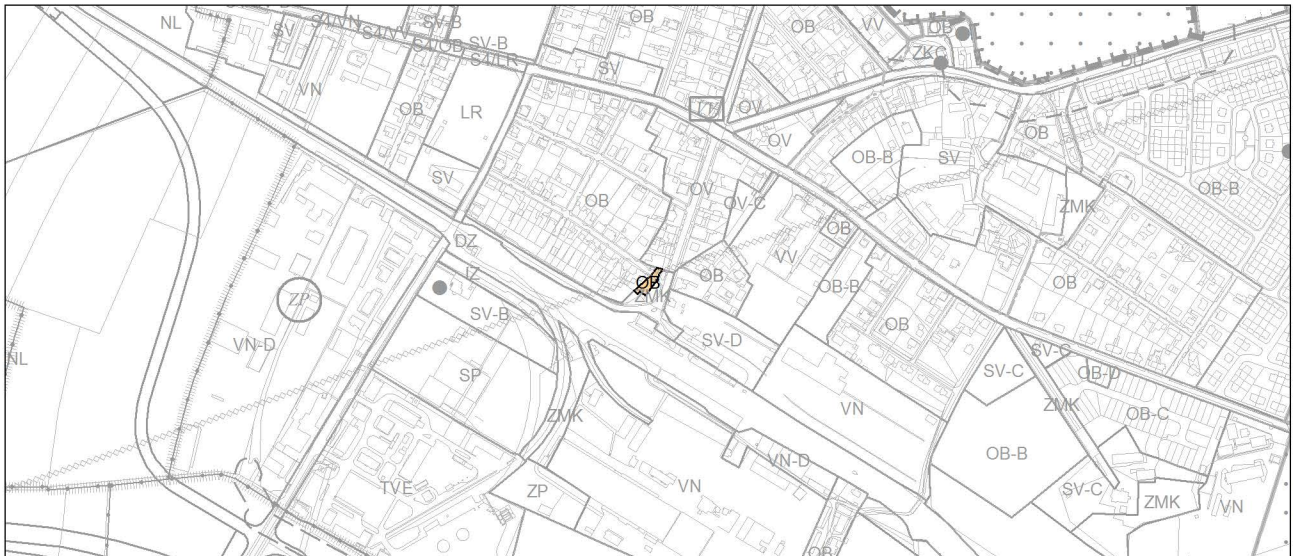 NL
SV
S4/VN
S4/VV
SV-B
S4/OB
SV-B
S4/LR
OB
SV
OB
VV
OB
ZKC
DU
VN
OB
LR
SV
OV
OV
OB-B
SV
OB
OB-B
ZMK
OB
OV
OV-C
VV
OB
DZ
IZ
OB
ZMK
OB
OB-B
OB
OB
ZP
VN-D
NL
SV-B
SP
SV-D
VN
SV-C
SV-C
OB-D
ZMK
OB-C
ZMK
TVE
ZP
VN
VN-D
OB-B
SV-C
ZMK
VN
OB